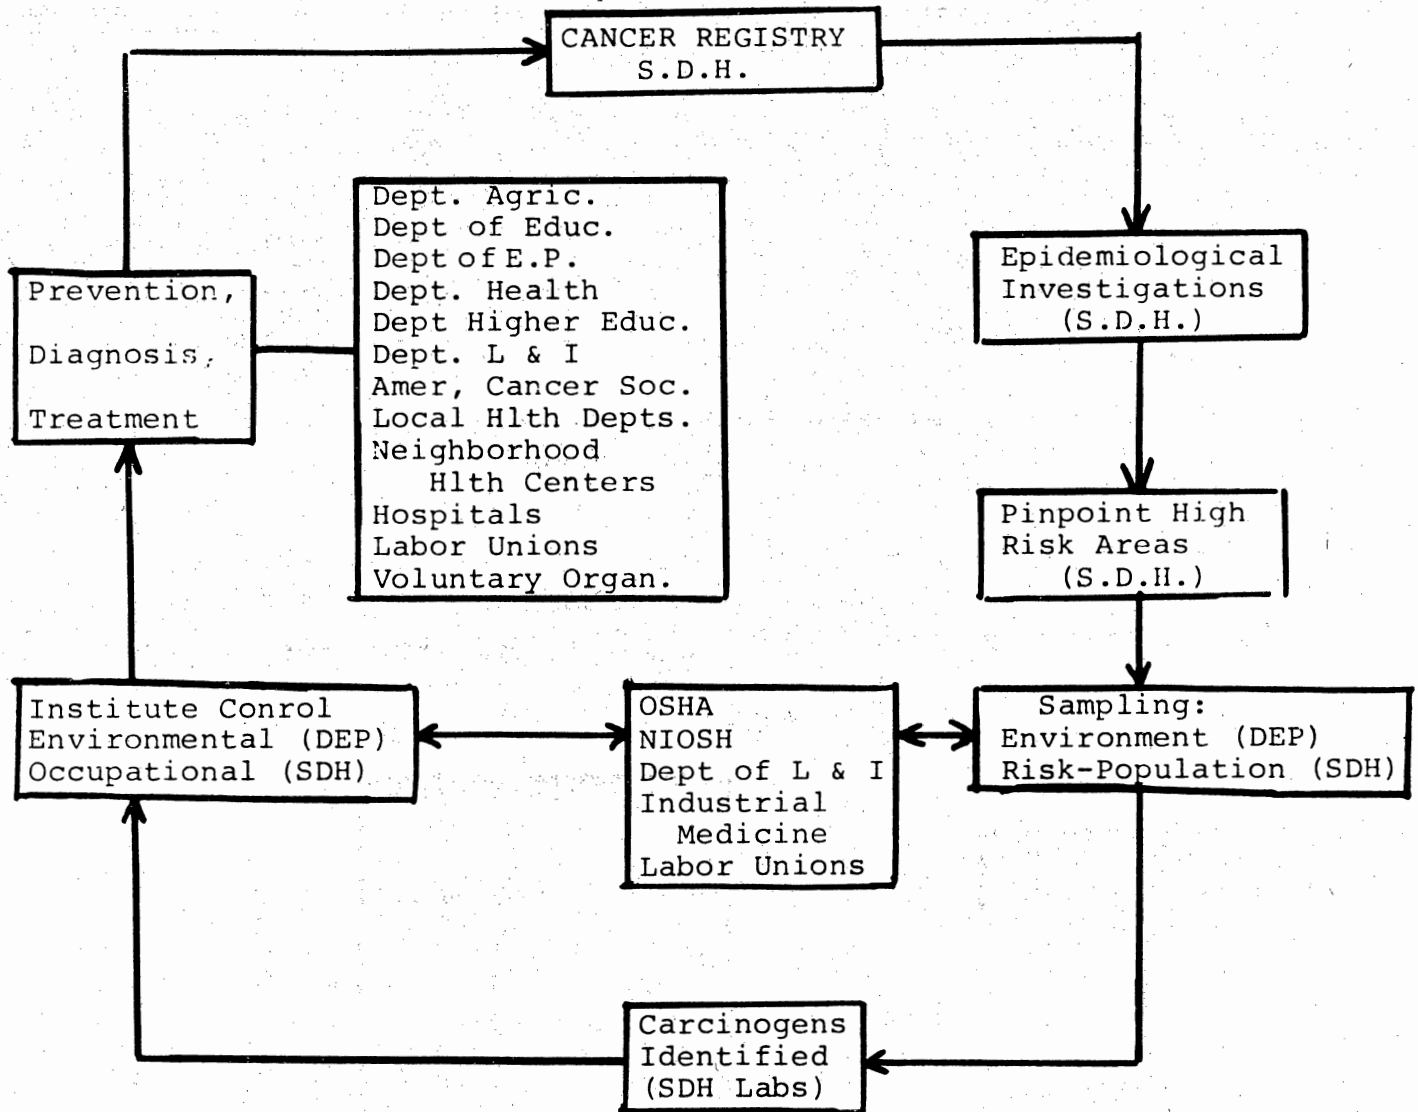 CANCER REGISTRY
S.D.H.
Dept. Agric.
Dept of Educ.
Dept of E.P.
Dept. Health
Dept Higher Educ.
Dept. L & I
Amer, Cancer Soc.
Local Hlth Depts.
Neighborhood
Hlth Centers
Hospitals
Labor Unions
Voluntary Organ.
Prevention,
Diagnosis,
Treatment
Epidemiological
Investigations
(S.D.H.)
Pinpoint High
Risk Areas
(S.D.H.)
Institute Conrol
Environmental (DEP)
Occupational (SDH)
OSHA
NIOSH
Dept of L & I
Industrial
Medicine
Labor Unions
Sampling:
Environment (DEP)
Risk-Population (SDH)
Carcinogens
Identified
(SDH Labs)